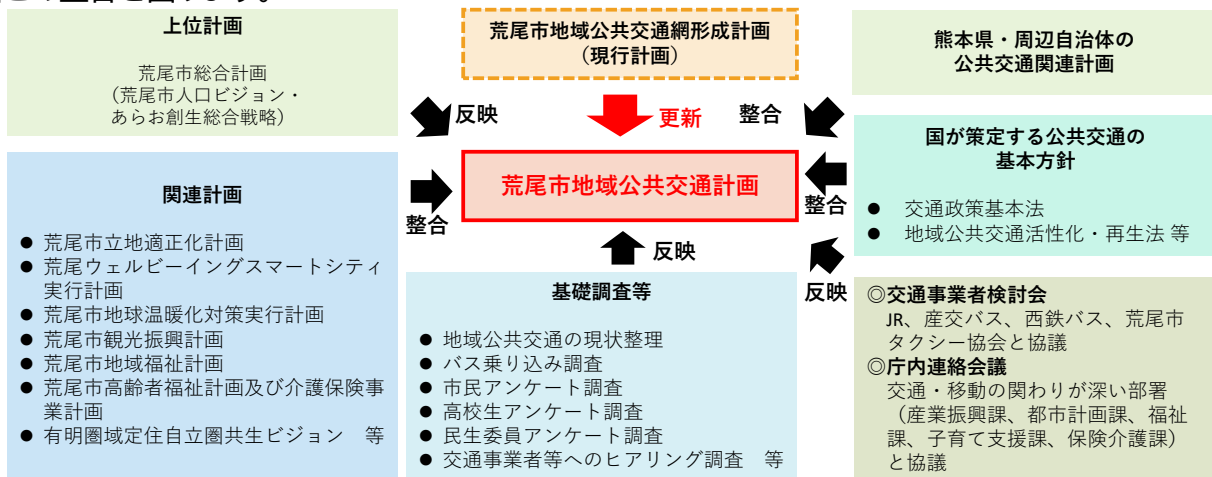 上位計画
荒尾市総合計画
(荒尾市人口ビジョン・
あらお創生総合戦略)
荒尾市地域公共交通網形成計画
(現行計画)
熊本県・周辺自治体の
公共交通関連計画
反映
更新
整合
国が策定する公共交通の
基本方針
● 交通政策基本法
● 地域公共交通活性化・再生法 等
荒尾市地域公共交通計画
整合
整合
関連計画
● 荒尾市立地適正化計画
● 荒尾ウェルビーイングスマートシティ
実行計画
● 荒尾市地球温暖化対策実行計画
● 荒尾市観光振興計画
● 荒尾市地域福祉計画
● 荒尾市高齢者福祉計画及び介護保険事
業計画
● 有明圏域定住自立圏共生ビジョン 等
反映
基礎調査等
● 地域公共交通の現状整理
● バス乗り込み調査
● 市民アンケート調査
● 高校生アンケート調査
● 民生委員アンケート調査
● 交通事業者等へのヒアリング調査 等
反映
◎交通事業者検討会
JR、産交バス、西鉄バス、荒尾市
タクシー協会と協議
◎庁内連絡会議
交通・移動の関わりが深い部署
(産業振興課、都市計画課、福祉
課、子育て支援課、保険介護課)
と協議